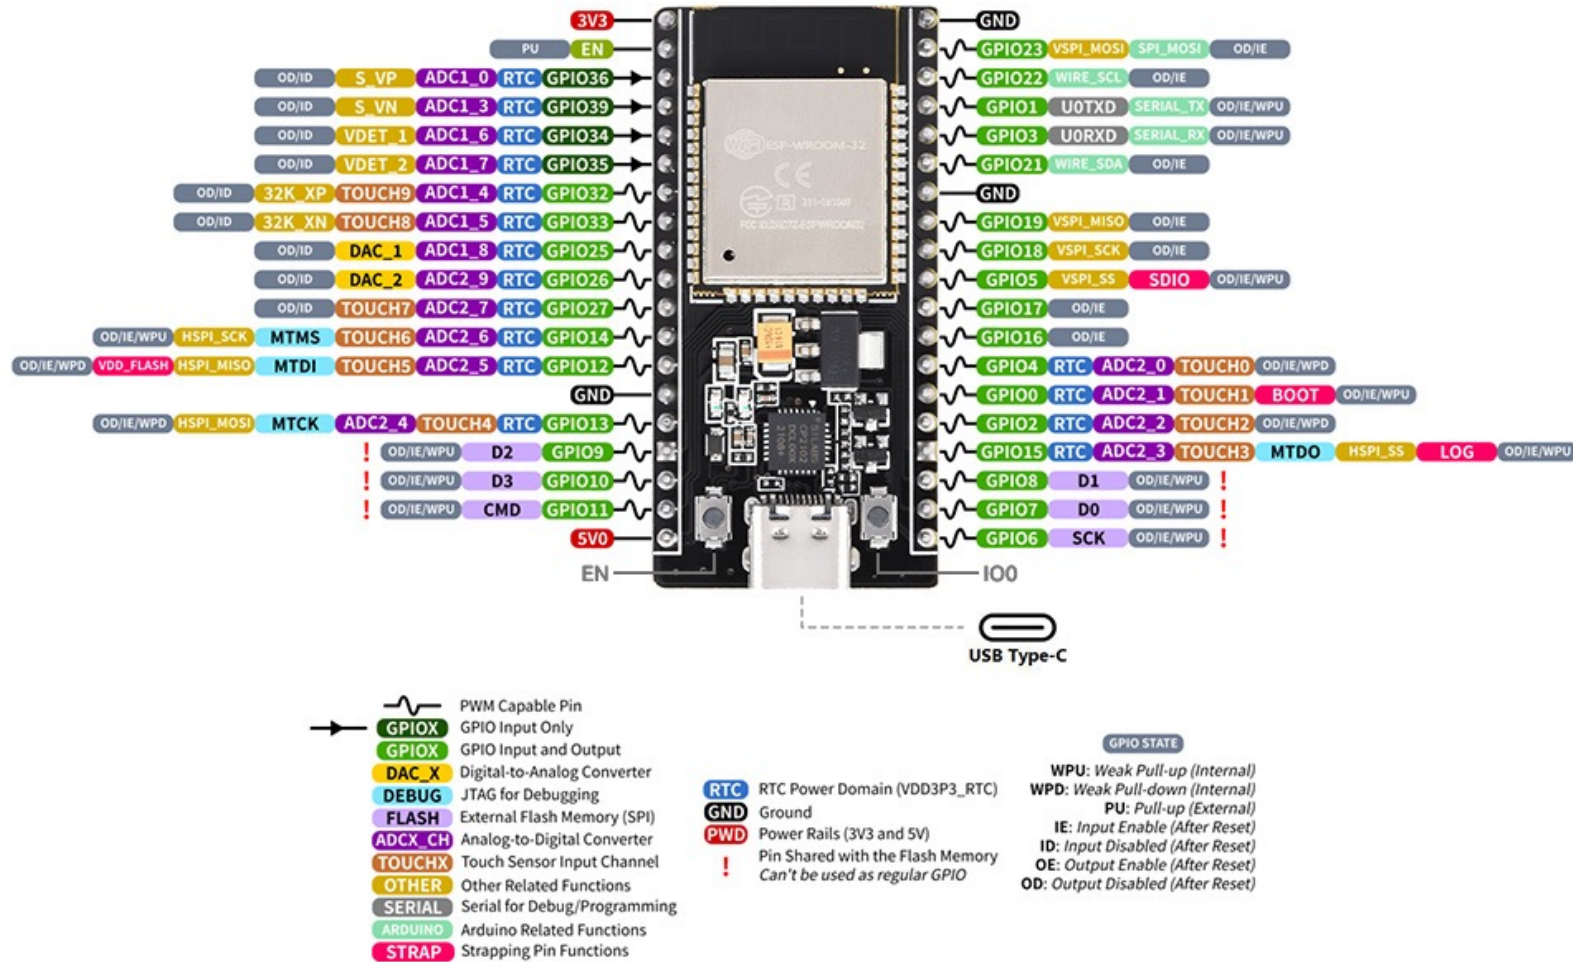 3V3
PU EN
OD/ID S_VP ADC1_0 RTC GPIO36
OD/ID S_VN ADC1_3 RTC GPIO39
OD/ID VDET_1 ADC1_6 RTC GPIO34
OD/ID VDET_2 ADC1_7 RTC GPIO35
OD/ID 32K_XP TOUCH9 ADC1_4 RTC GPIO32
OD/ID 32K_XN TOUCH8 ADC1_5 RTC GPIO33
OD/ID DAC_1 ADC1_8 RTC GPIO25
OD/ID DAC_2 ADC2_9 RTC GPIO26
OD/ID TOUCH7 ADC2_7 RTC GPIO27
OD/IE/WPU HSPI_SCK MTMS TOUCH6 ADC2_6 RTC GPIO14
OD/IE/WPD VDD_FLASH HSPI_MISO MTDI TOUCH5 ADC2_5 RTC GPIO12
GND
OD/IE/WPD HSPI_MOSI MTCK ADC2_4 TOUCH4 RTC GPIO13
! OD/IE/WPU D2 GPIO9
! OD/IE/WPU D3 GPIO10
! OD/IE/WPU CMD GPIO11
5V0
EN
WiFi ESP-WROOM-32
CE
R 211-161007
FCC ID:2AC7Z-ESPWROOM32
SILABS
CP2102
2108+
GND
GPIO23 VSPI_MOSI SPI_MOSI OD/IE
GPIO22 WIRE_SCL OD/IE
GPIO1 U0TXD SERIAL_TX OD/IE/WPU
GPIO3 U0RXD SERIAL_RX OD/IE/WPU
GPIO21 WIRE_SDA OD/IE
GND
GPIO19 VSPI_MISO OD/IE
GPIO18 VSPI_SCK OD/IE
GPIO5 VSPI_SS SDIO OD/IE/WPU
GPIO17 OD/IE
GPIO16 OD/IE
GPIO4 RTC ADC2_0 TOUCH0 OD/IE/WPD
GPIO0 RTC ADC2_1 TOUCH1 BOOT OD/IE/WPU
GPIO2 RTC ADC2_2 TOUCH2 OD/IE/WPD
GPIO15 RTC ADC2_3 TOUCH3 MTDO HSPI_SS LOG OD/IE/WPU
GPIO8 D1 OD/IE/WPU !
GPIO7 D0 OD/IE/WPU !
GPIO6 SCK OD/IE/WPU !
IO0
USB Type-C
PWM Capable Pin
GPIOX GPIO Input Only
GPIOX GPIO Input and Output
DAC_X Digital-to-Analog Converter
DEBUG JTAG for Debugging
FLASH External Flash Memory (SPI)
ADCX_CH Analog-to-Digital Converter
TOUCHX Touch Sensor Input Channel
OTHER Other Related Functions
SERIAL Serial for Debug/Programming
ARDUINO Arduino Related Functions
STRAP Strapping Pin Functions
RTC RTC Power Domain (VDD3P3_RTC)
GND Ground
PWD Power Rails (3V3 and 5V)
! Pin Shared with the Flash Memory
Can't be used as regular GPIO
GPIO STATE
WPU: Weak Pull-up (Internal)
WPD: Weak Pull-down (Internal)
PU: Pull-up (External)
IE: Input Enable (After Reset)
ID: Input Disabled (After Reset)
OE: Output Enable (After Reset)
OD: Output Disabled (After Reset)